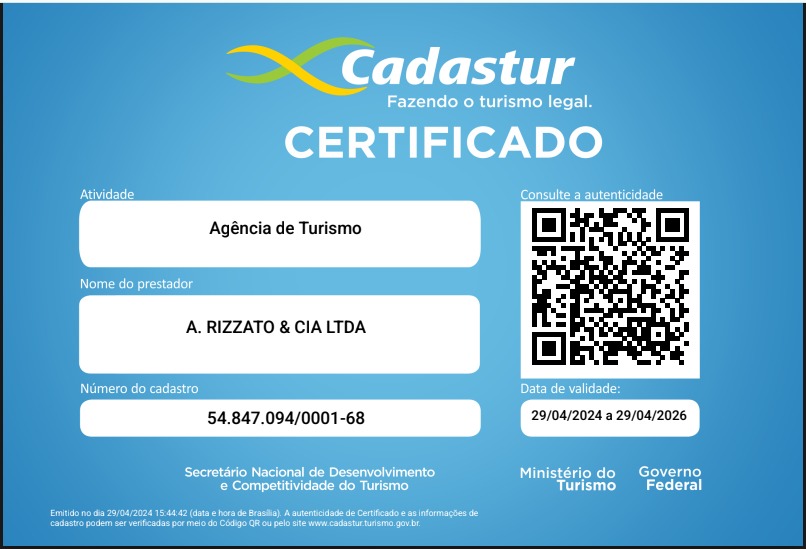 Cadastur
Fazendo o turismo legal.
CERTIFICADO
Atividade
Agência de Turismo
Nome do prestador
A. RIZZATO & CIA LTDA
Número do cadastro
54.847.094/0001-68
Consulte a autenticidade
Data de validade:
29/04/2024 a 29/04/2026
Secretário Nacional de Desenvolvimento
e Competitividade do Turismo
Ministério do
Turismo
Governo
Federal
Emitido no dia 29/04/2024 15:44:42 (data e hora de Brasília). A autenticidade de Certificado e as informações de
cadastro podem ser verificadas por meio do Código QR ou pelo site www.cadastur.turismo.gov.br.